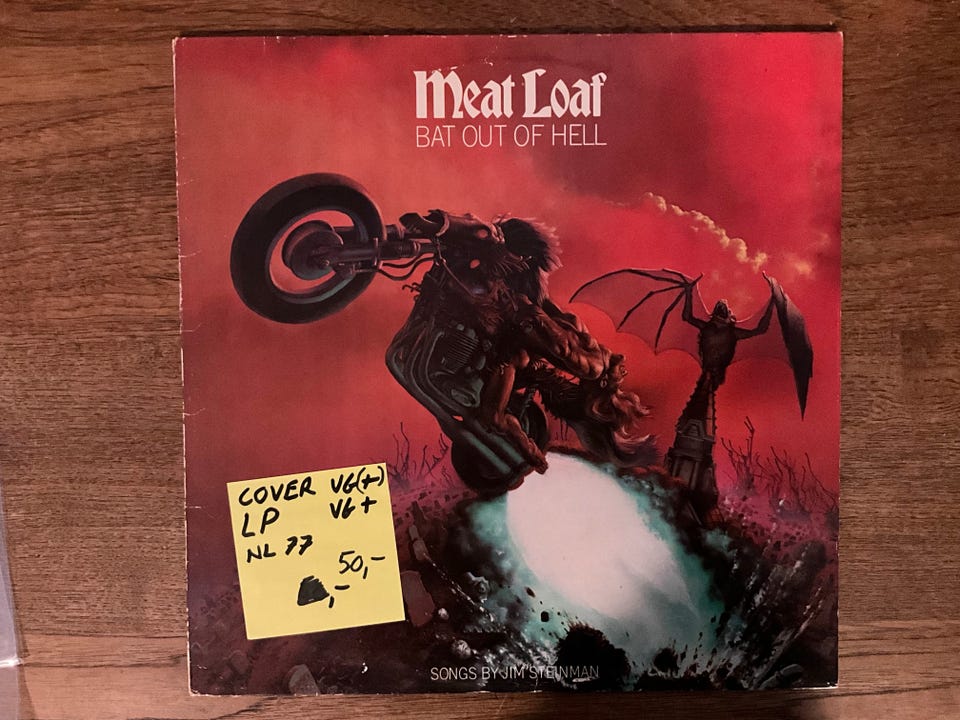 Meat Loaf
BAT OUT OF HELL
COVER VG(+)
LP VG+
NL 77
50,-
,-
SONGS BY JIM STEINMAN